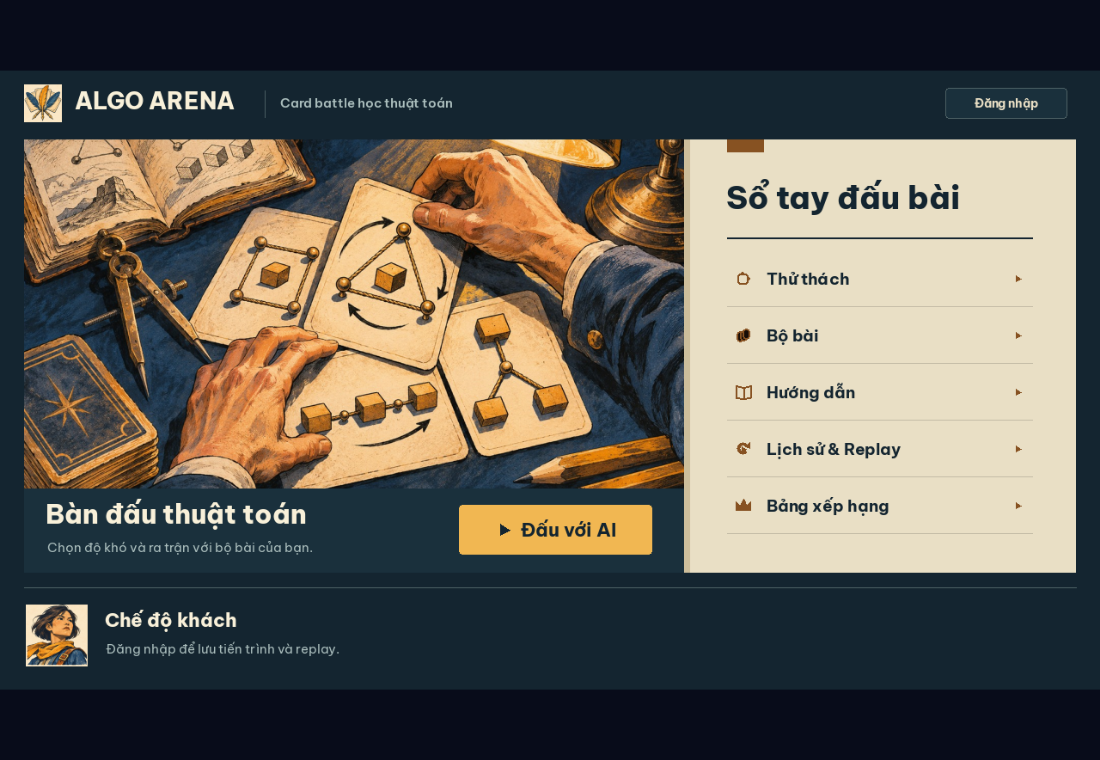 ALGO ARENA
Card battle học thuật toán
Đăng nhập
Sổ tay đấu bài
Thử thách
Bộ bài
Hướng dẫn
Lịch sử & Replay
Bảng xếp hạng
Bàn đấu thuật toán
Chọn độ khó và ra trận với bộ bài của bạn.
Đấu với AI
Chế độ khách
Đăng nhập để lưu tiến trình và replay.